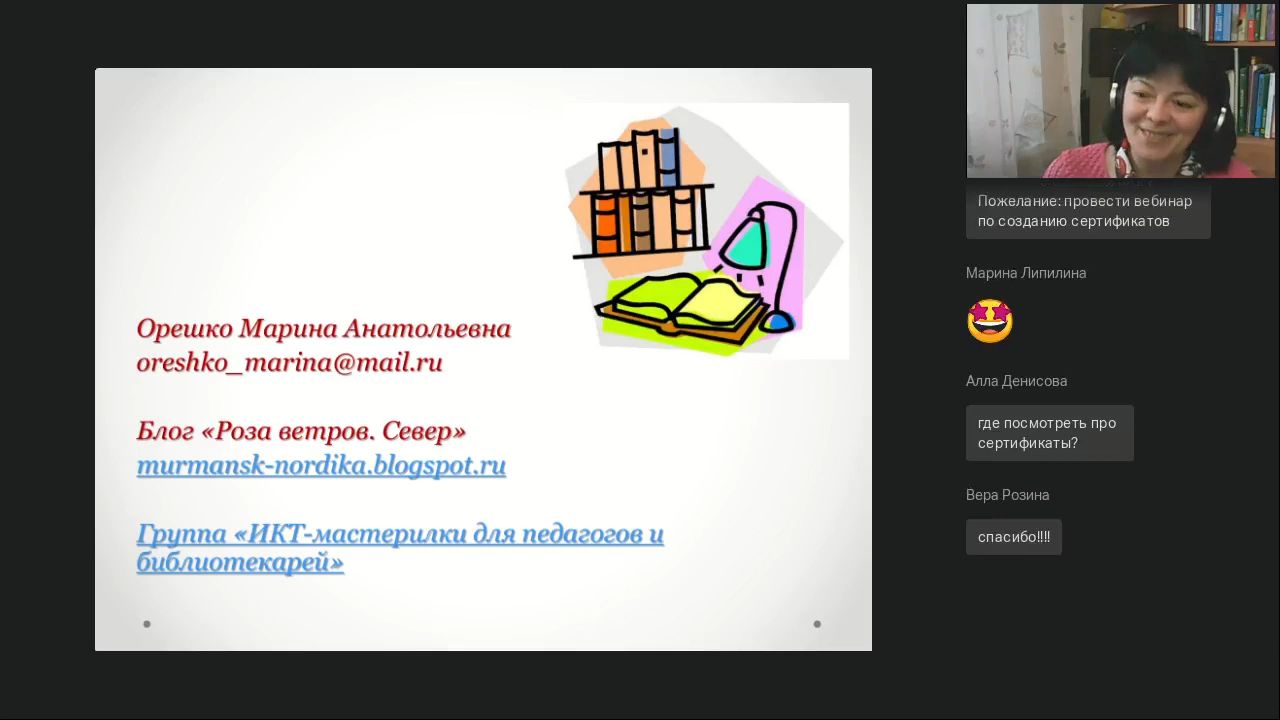 Орешко Марина Анатольевна
oreshko_marina@mail.ru
Блог «Роза ветров. Север»
murmansk-nordika.blogspot.ru
Группа «ИКТ-мастерилки для педагогов и
библиотекарей»
Пожелание: провести вебинар
по созданию сертификатов
Марина Липилина
Алла Денисова
где посмотреть про
сертификаты?
Вера Розина
спасибо!!!!